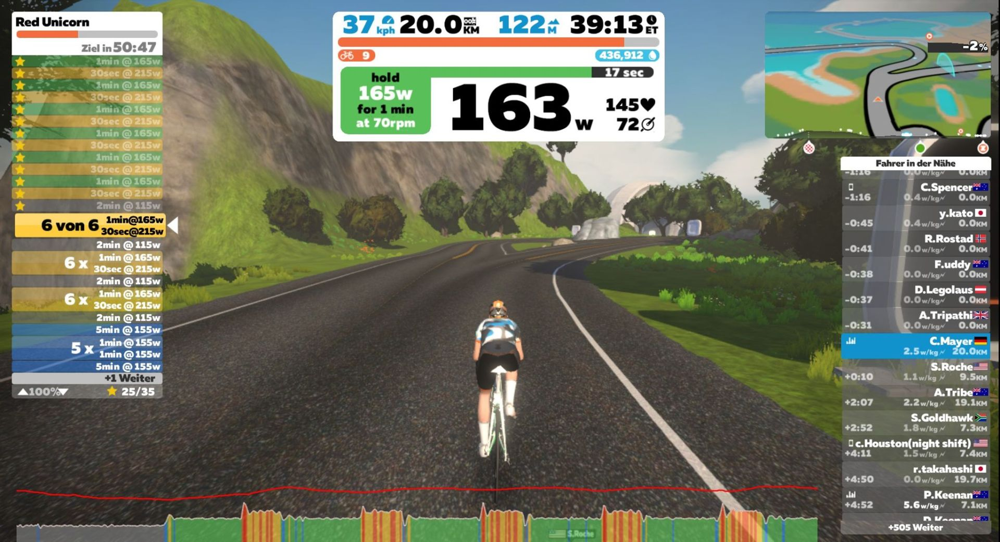 Red Unicorn
Ziel in 50:47
1min @ 165w
30sec @ 215w
1min @ 165w
30sec @ 215w
1min @ 165w
30sec @ 215w
1min @ 165w
30sec @ 215w
1min @ 165w
30sec @ 215w
1min @ 165w
30sec @ 215w
2min @ 115w
6 von 6 1min@165w
30sec@215w
2min @ 115w
6 x 1min @ 165w
30sec @ 215w
2min @ 115w
6 x 1min @ 165w
30sec @ 215w
2min @ 115w
5min @ 155w
5 x 1min @ 155w
1min @ 155w
5min @ 155w
+1 Weiter
100% 25/35
37 kph 20.0 KM 122 M 39:13 ET
9 436,912
17 sec
hold
165w
for 1 min
at 70rpm
163 w
145
72
-2%
Fahrer in der Nähe
-1:16 0.0w/kg 0.0KM
C.Spencer
-1:16 0.4w/kg 0.0KM
y.kato
-0:45 0.4w/kg 0.0KM
R.Rostad
-0:41 0.0w/kg 0.0KM
F.uddy
-0:38 0.0w/kg 0.0KM
D.Legolaus
-0:37 0.0w/kg 0.0KM
A.Tripathi
-0:31 0.0w/kg 0.0KM
C.Mayer
2.5w/kg 20.0KM
S.Roche
+0:10 1.1w/kg 9.5KM
A.Tribe
+2:07 2.2w/kg 19.1KM
S.Goldhawk
+2:52 1.8w/kg 7.3KM
c.Houston(night shift)
+4:11 1.5w/kg 7.4KM
r.takahashi
+4:50 0.0w/kg 19.7KM
P.Keenan
+4:52 5.6w/kg 7.1KM
+505 Weiter
S.Roche